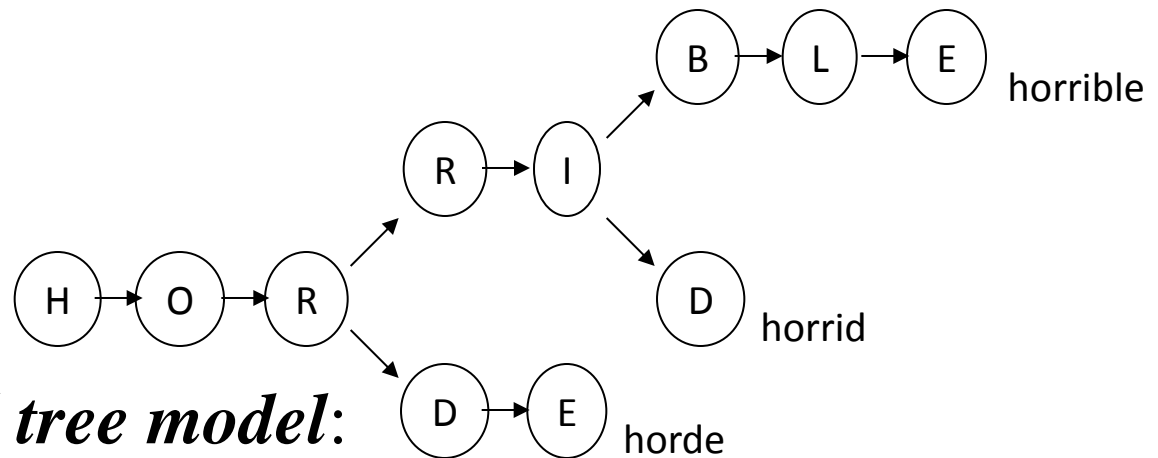 B L E
horrible
R I
H O R
D
horrid
D E
tree model:
horde